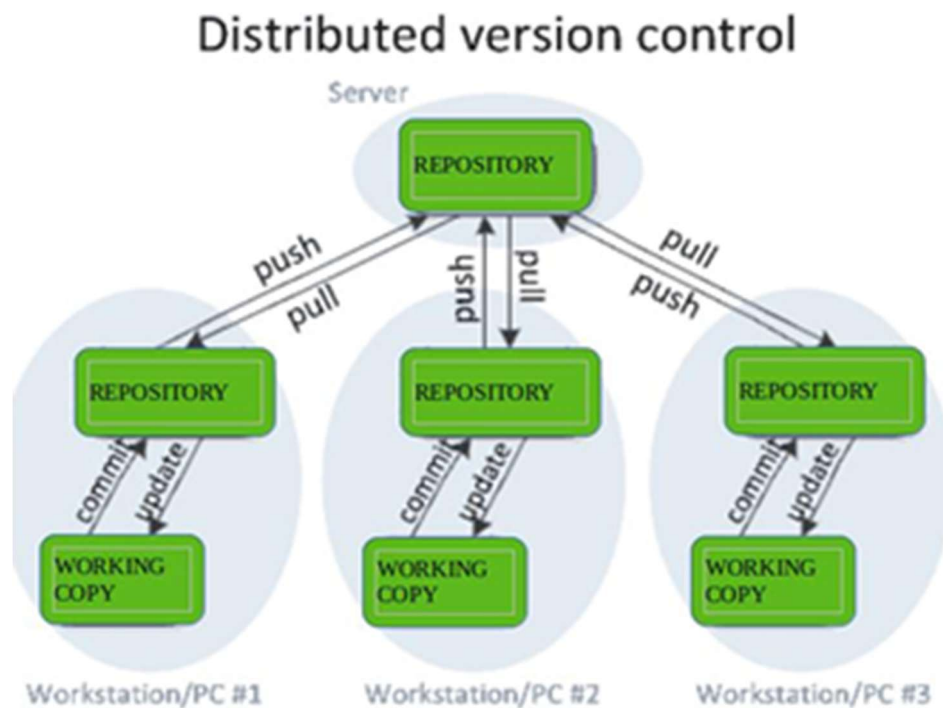 Distributed version control
Server
REPOSITORY
push
pull
push
pull
pull
push
REPOSITORY
REPOSITORY
REPOSITORY
commit
update
commit
update
commit
update
WORKING
COPY
WORKING
COPY
WORKING
COPY
Workstation/PC #1
Workstation/PC #2
Workstation/PC #3